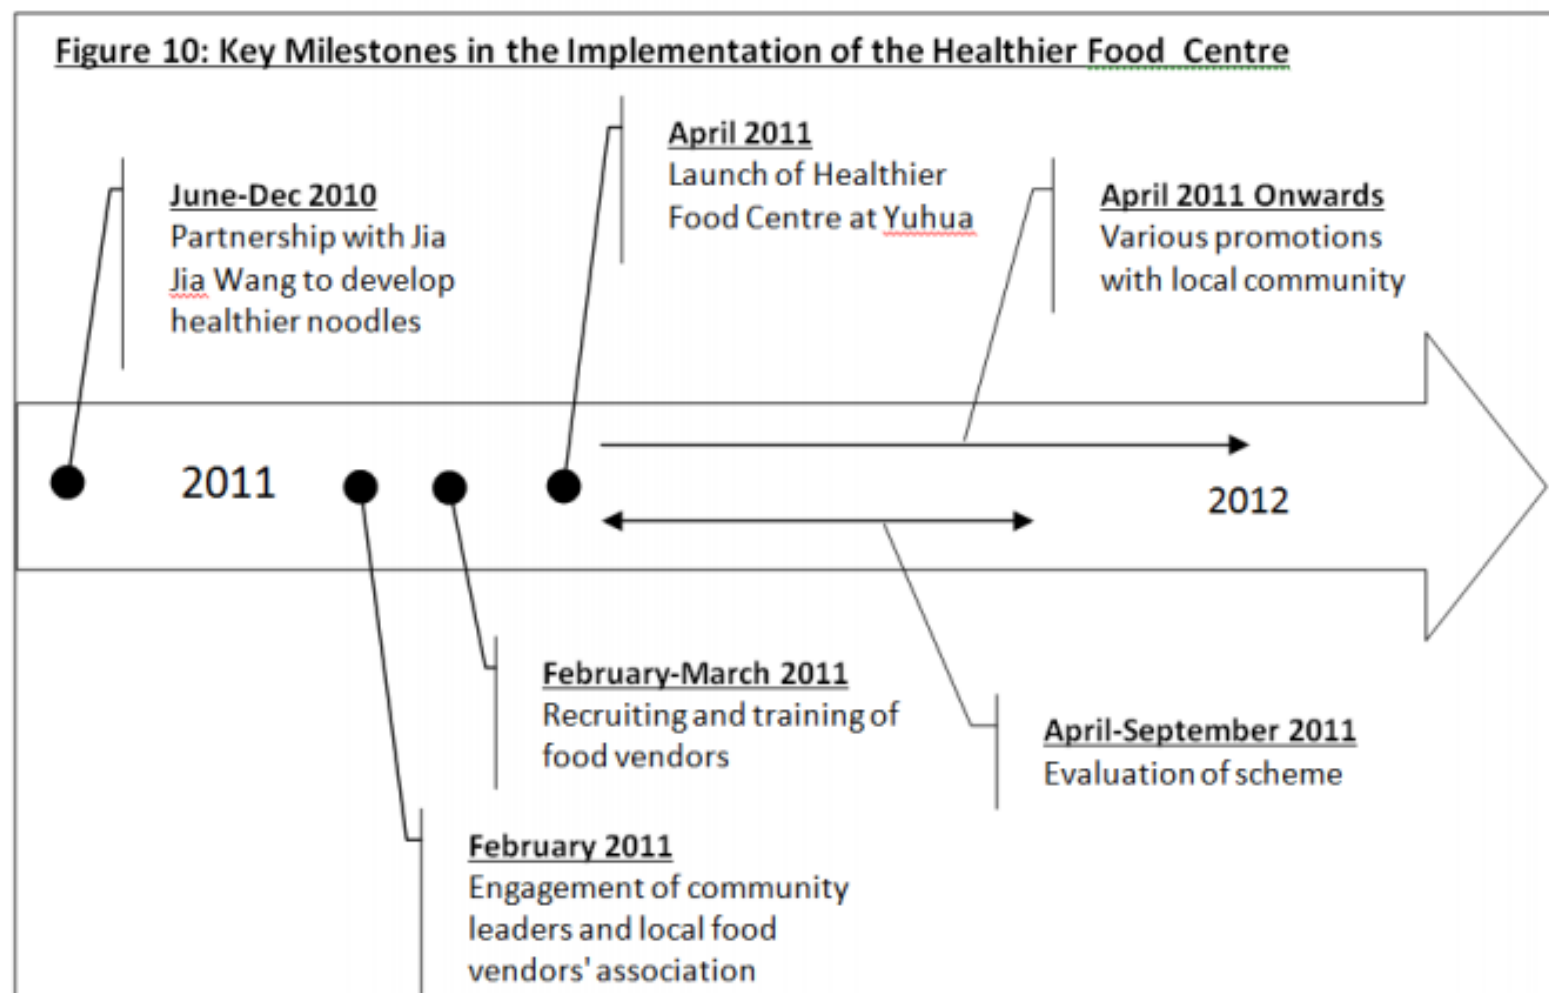 Figure 10: Key Milestones in the Implementation of the Healthier Food Centre
June-Dec 2010
Partnership with Jia
Jia Wang to develop
healthier noodles
April 2011
Launch of Healthier
Food Centre at Yuhua
April 2011 Onwards
Various promotions
with local community
2011
2012
February-March 2011
Recruiting and training of
food vendors
April-September 2011
Evaluation of scheme
February 2011
Engagement of community
leaders and local food
vendors' association